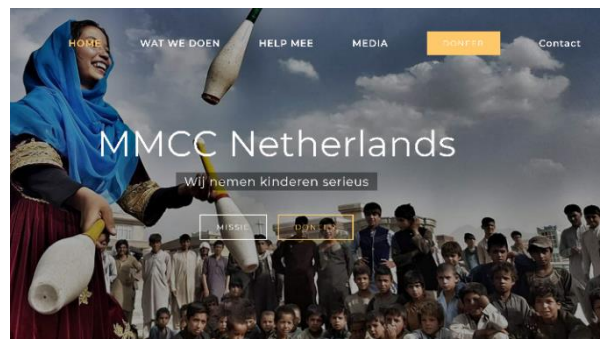 HOME WAT WE DOEN HELP MEE MEDIA DONEER Contact
MMCC Netherlands
Wij nemen kinderen serieus
MISSIE DONEER